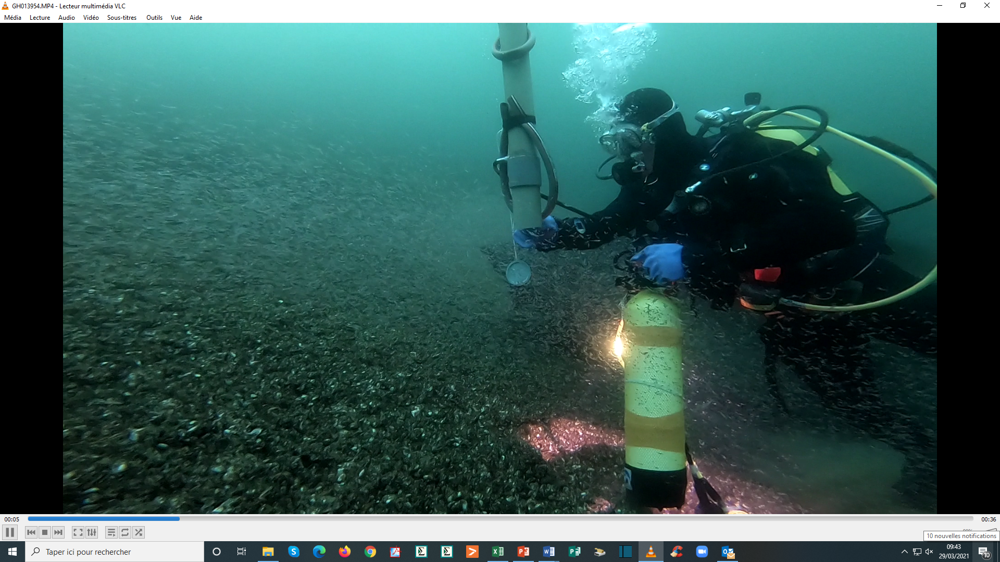 GH013954.MP4 - Lecteur multimédia VLC
Média Lecture Audio Vidéo Sous-titres Outils Vue Aide
00:05
00:36
10 nouvelles notifications
Taper ici pour rechercher
09:43
29/03/2021
10